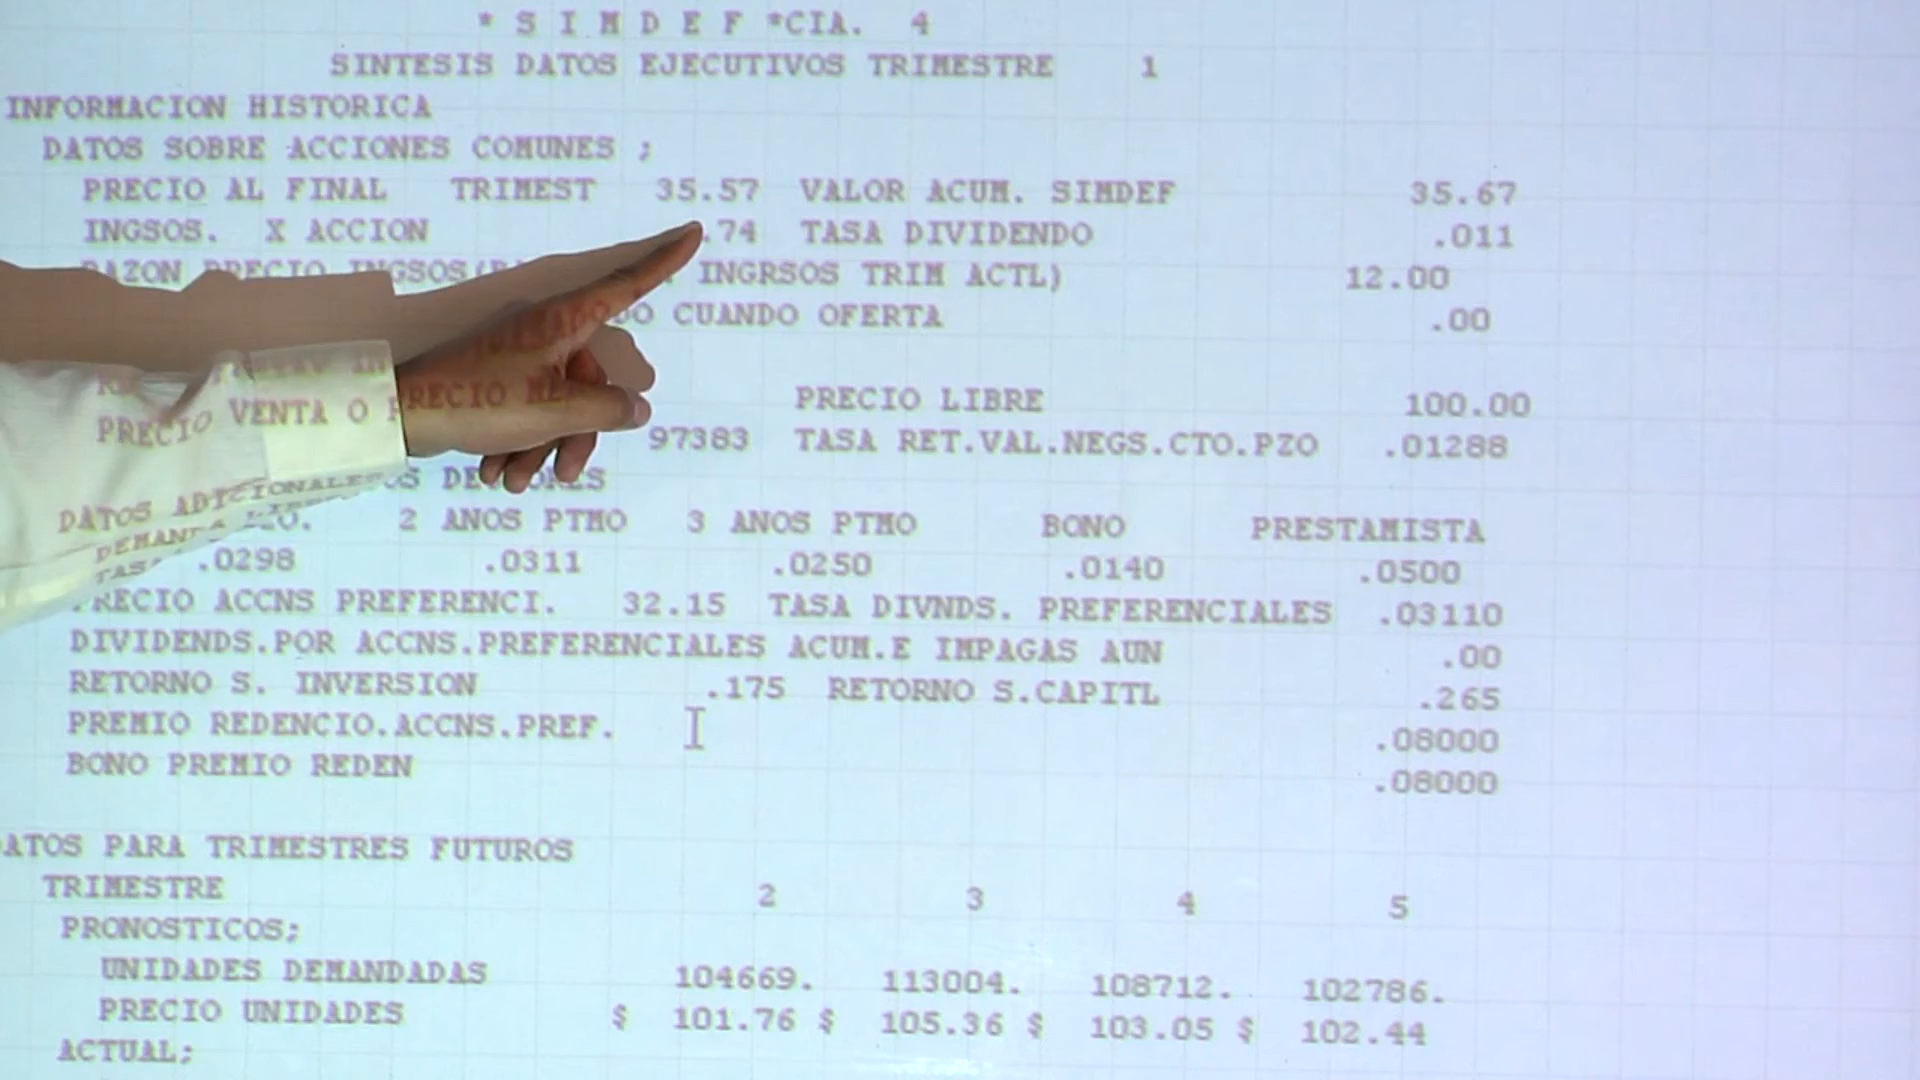 * S I M D E F *CIA. 4
SINTESIS DATOS EJECUTIVOS TRIMESTRE 1
INFORMACION HISTORICA
DATOS SOBRE ACCIONES COMUNES ;
PRECIO AL FINAL TRIMEST 35.57 VALOR ACUM. SIMDEF 35.67
INGSOS. X ACCION .74 TASA DIVIDENDO .011
RAZON PRECIO INGSOS INGRSOS TRIM ACTL) 12.00
CUANDO OFERTA .00
PRECIO LIBRE 100.00
PRECIO VENTA O PRECIO 97383 TASA RET.VAL.NEGS.CTO.PZO .01288
DATOS ADICIONALES
2 ANOS PTMO 3 ANOS PTMO BONO PRESTAMISTA
.0298 .0311 .0250 .0140 .0500
PRECIO ACCNS PREFERENCI. 32.15 TASA DIVNDS. PREFERENCIALES .03110
DIVIDENDS.POR ACCNS.PREFERENCIALES ACUM.E IMPAGAS AUN .00
RETORNO S. INVERSION .175 RETORNO S.CAPITL .265
PREMIO REDENCIO.ACCNS.PREF. .08000
BONO PREMIO REDEN .08000
DATOS PARA TRIMESTRES FUTUROS
TRIMESTRE 2 3 4 5
PRONOSTICOS;
UNIDADES DEMANDADAS 104669. 113004. 108712. 102786.
PRECIO UNIDADES $ 101.76 $ 105.36 $ 103.05 $ 102.44
ACTUAL;